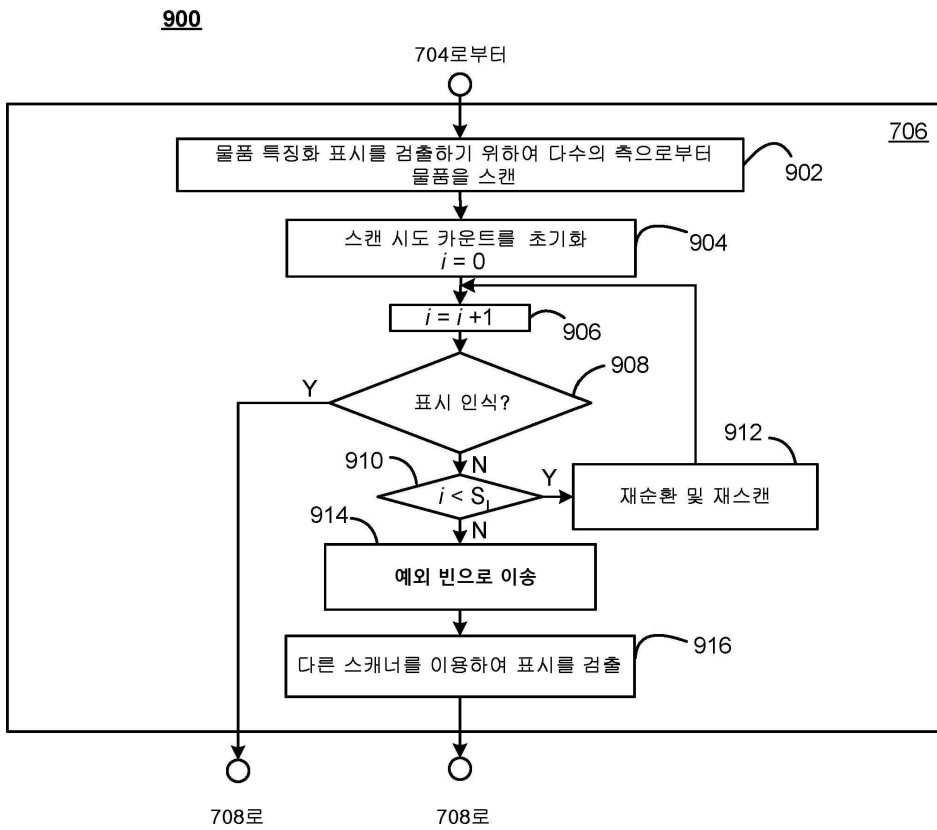 900
704로부터
706
물품 특징화 표시를 검출하기 위하여 다수의 측으로부터
물품을 스캔
902
스캔 시도 카운트를 초기화
i = 0
904
i = i +1
906
908
Y
표시 인식?
N
910
i < S_L
Y
912
재순환 및 재스캔
914
N
예외 빈으로 이송
916
다른 스캐너를 이용하여 표시를 검출
708로
708로